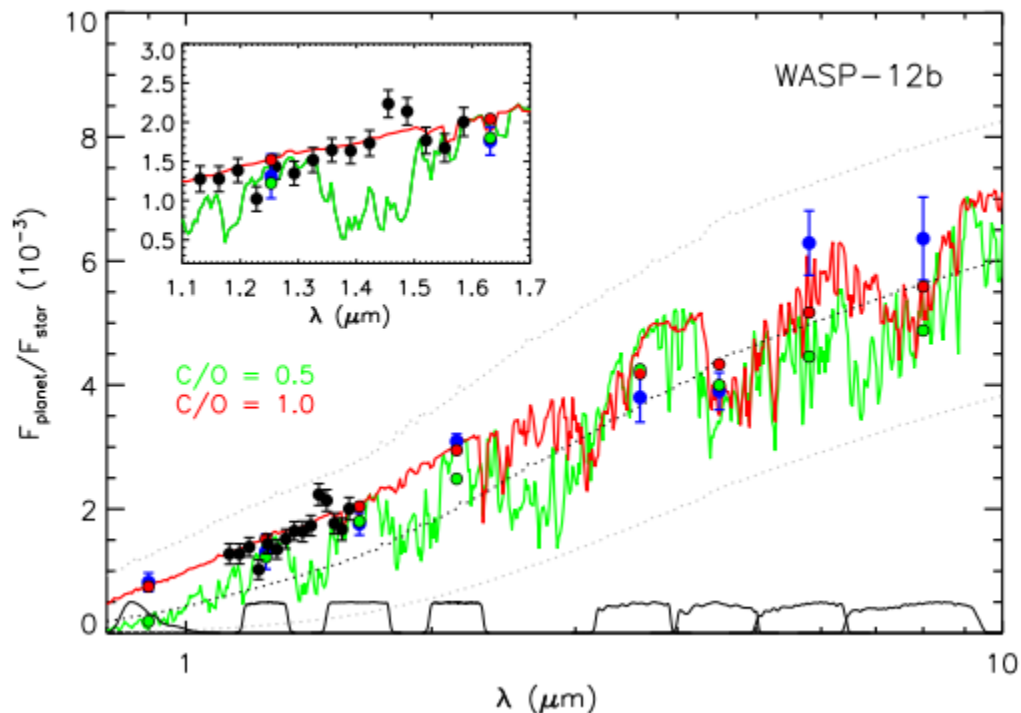 WASP-12b
10
8
6
4
2
0
F_planet/F_star (10^-3)
3.0
2.5
2.0
1.5
1.0
0.5
1.1 1.2 1.3 1.4 1.5 1.6 1.7
λ (μm)
C/O = 0.5
C/O = 1.0
1 10
λ (μm)